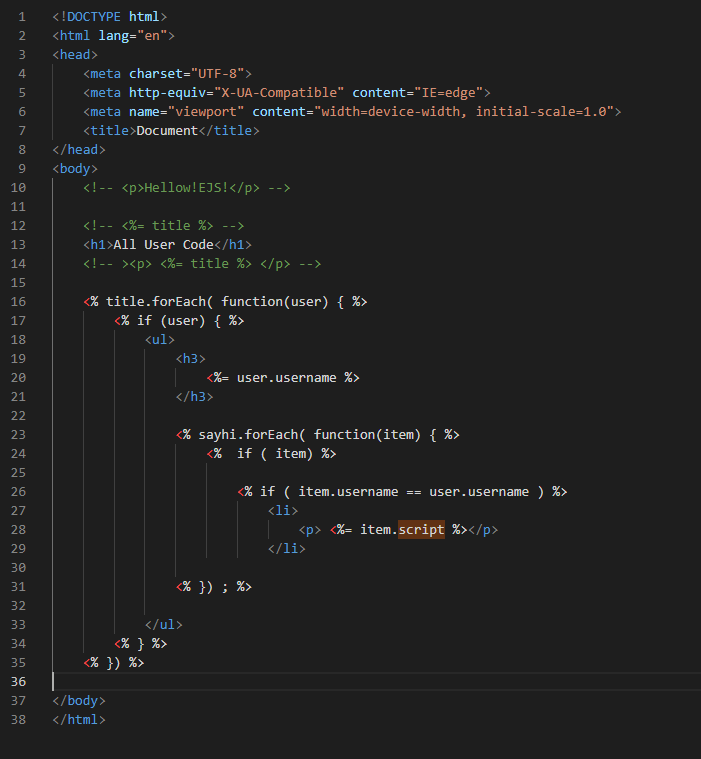 1 <!DOCTYPE html>
2 <html lang="en">
3 <head>
4     <meta charset="UTF-8">
5     <meta http-equiv="X-UA-Compatible" content="IE=edge">
6     <meta name="viewport" content="width=device-width, initial-scale=1.0">
7     <title>Document</title>
8 </head>
9 <body>
10     <!-- <p>Hellow!EJS!</p> -->
11
12     <!-- <%= title %> -->
13     <h1>All User Code</h1>
14     <!-- ><p> <%= title %> </p> -->
15
16     <% title.forEach( function(user) { %>
17         <% if (user) { %>
18             <ul>
19                 <h3>
20                     <%= user.username %>
21                 </h3>
22
23                 <% sayhi.forEach( function(item) { %>
24                     <%  if ( item) %>
25
26                         <% if ( item.username == user.username ) %>
27                             <li>
28                                 <p> <%= item.script %></p>
29                             </li>
30
31                 <% }) ; %>
32
33             </ul>
34         <% } %>
35     <% }) %>
36
37 </body>
38 </html>